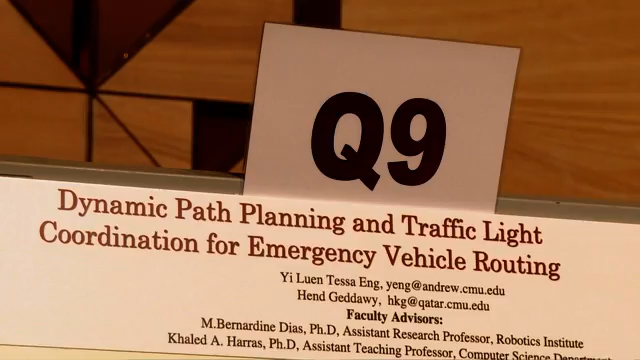 Q9
Dynamic Path Planning and Traffic Light
Coordination for Emergency Vehicle Routing
Yi Luen Tessa Eng, yeng@andrew.cmu.edu
Hend Geddawy, hkg@qatar.cmu.edu
Faculty Advisors:
M.Bernardine Dias, Ph.D, Assistant Research Professor, Robotics Institute
Khaled A. Harras, Ph.D, Assistant Teaching Professor, Computer Science